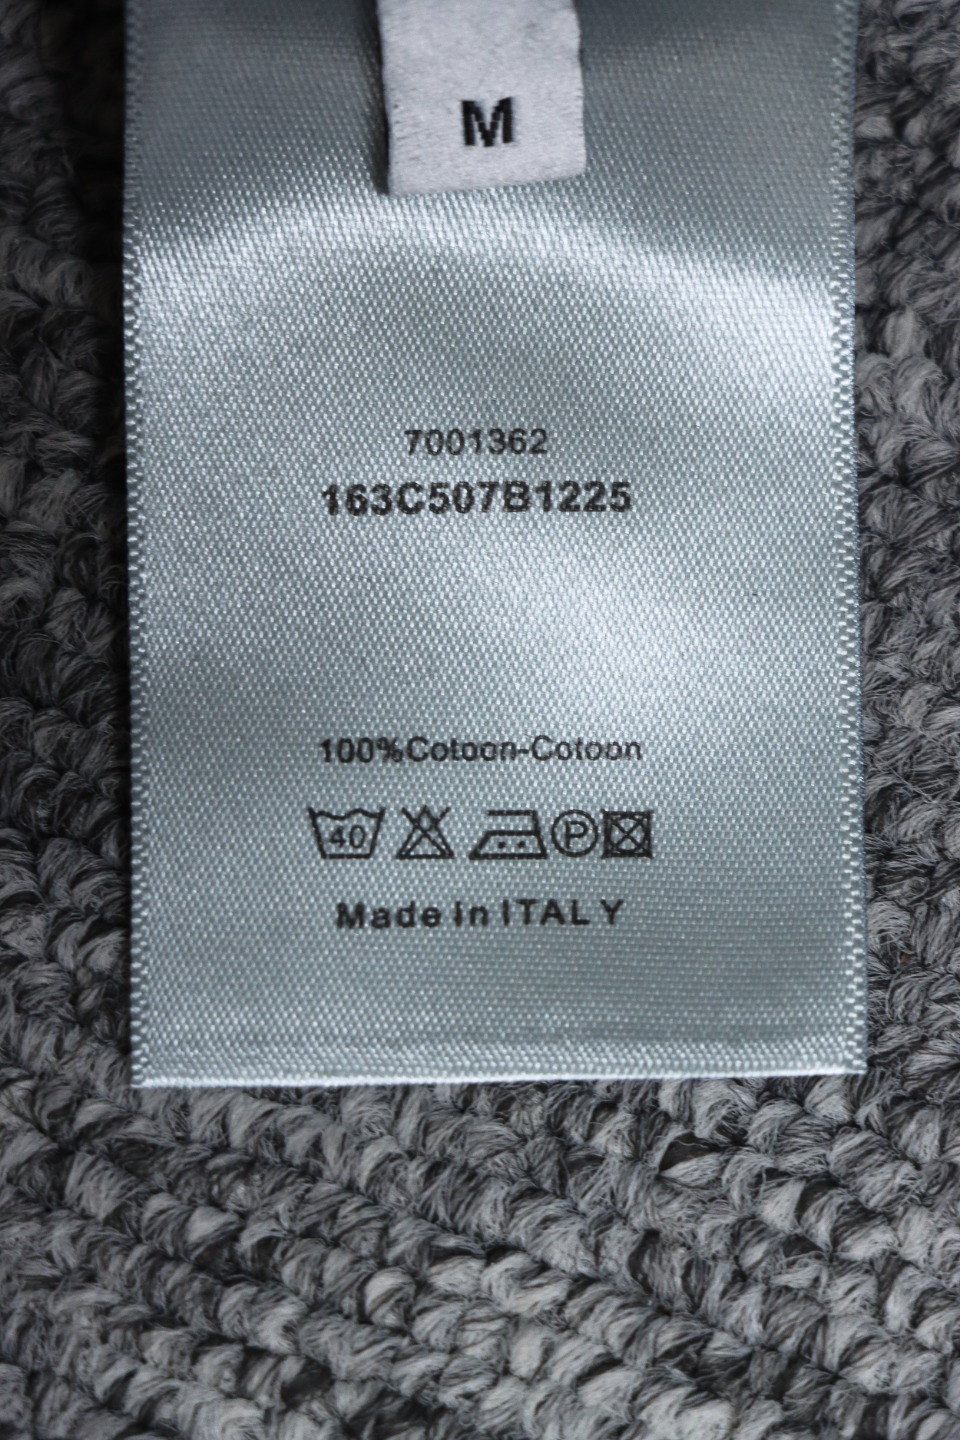 M
7001362
163C507B1225
100%Cotoon-Cotoon
40 P
Made In ITALY